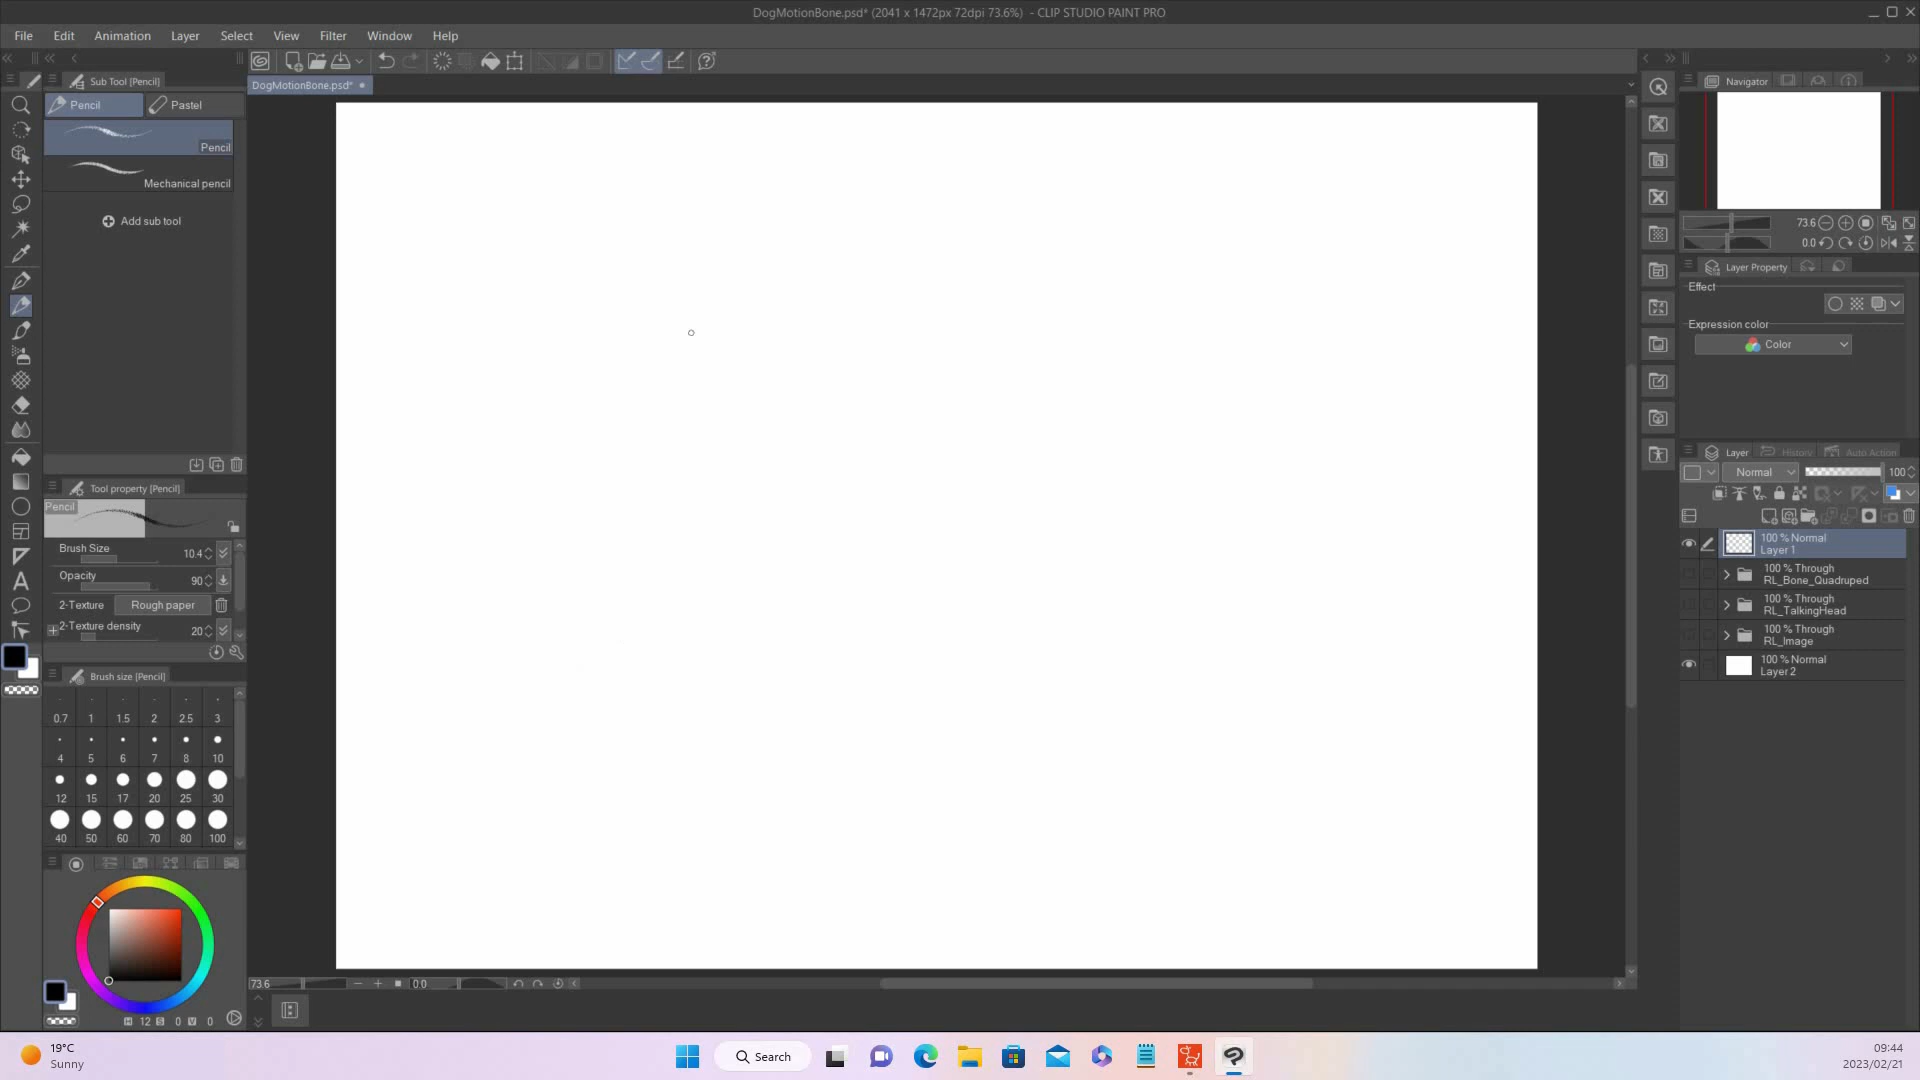 DogMotionBone.psd* (2041 x 1472px 72dpi 73.6%) - CLIP STUDIO PAINT PRO
File Edit Animation Layer Select View Filter Window Help
Sub Tool [Pencil]
DogMotionBone.psd*
Navigator
Pencil Pastel
Pencil
Mechanical pencil
Add sub tool
73.6
0.0
Layer Property
Effect
Expression color
Color
Layer History Auto Action
Normal 100
100 % Normal
Layer 1
100 % Through
RL_Bone_Quadruped
100 % Through
RL_TalkingHead
100 % Through
RL_Image
100 % Normal
Layer 2
Tool property [Pencil]
Pencil
Brush Size 10.4
Opacity 90
2-Texture Rough paper
2-Texture density 20
Brush size [Pencil]
0.7 1 1.5 2 2.5 3
4 5 6 7 8 10
12 15 17 20 25 30
40 50 60 70 80 100
73.6 0.0
H 12 S 0 V 0
19°C
Sunny
Search
09:44
2023/02/21